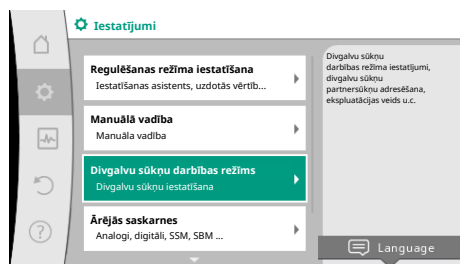 Iestatījumi
Regulēšanas režīma iestatīšana
Iestatīšanas asistents, uzdotās vērtīb...
Manuālā vadība
Manuāla vadība
Divgalvu sūkņu darbības režīms
Divgalvu sūkņu iestatīšana
Ārējās saskarnes
Analogi, digitāli, SSM, SBM ...
Divgalvu sūkņu
darbības režīma iestatījumi,
divgalvu sūkņu
partnersūkņu adresēšana,
ekspluatācijas veids u.c.
Language